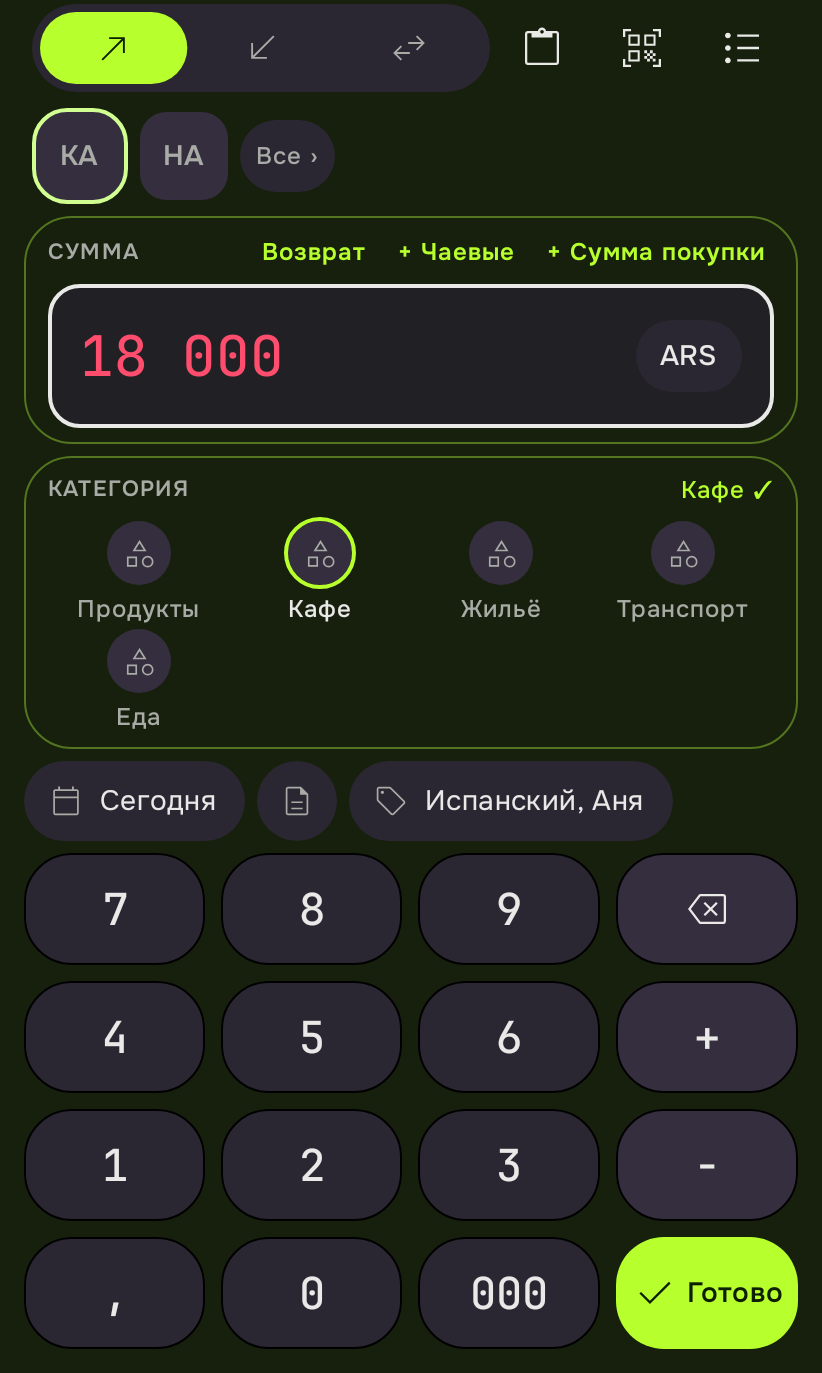 КА НА Все ›
СУММА Возврат + Чаевые + Сумма покупки
18 000 ARS
КАТЕГОРИЯ Кафе ✓
Продукты Кафе Жильё Транспорт
Еда
Сегодня Испанский, Аня
7 8 9
4 5 6 +
1 2 3 -
, 0 000 Готово